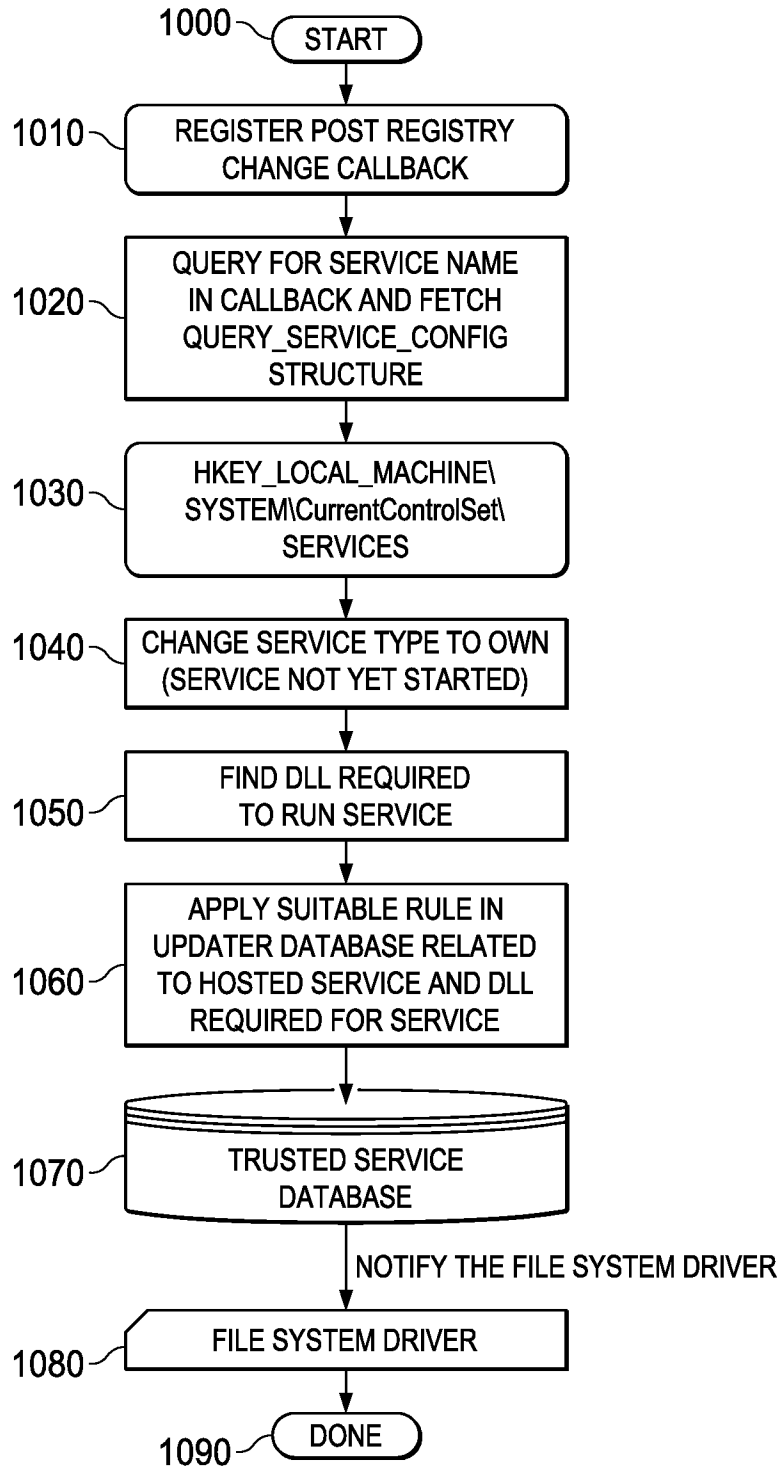 1000
START
1010
REGISTER POST REGISTRY
CHANGE CALLBACK
1020
QUERY FOR SERVICE NAME
IN CALLBACK AND FETCH
QUERY_SERVICE_CONFIG
STRUCTURE
1030
HKEY_LOCAL_MACHINE\
SYSTEM\CurrentControlSet\
SERVICES
1040
CHANGE SERVICE TYPE TO OWN
(SERVICE NOT YET STARTED)
1050
FIND DLL REQUIRED
TO RUN SERVICE
1060
APPLY SUITABLE RULE IN
UPDATER DATABASE RELATED
TO HOSTED SERVICE AND DLL
REQUIRED FOR SERVICE
1070
TRUSTED SERVICE
DATABASE
NOTIFY THE FILE SYSTEM DRIVER
1080
FILE SYSTEM DRIVER
1090
DONE